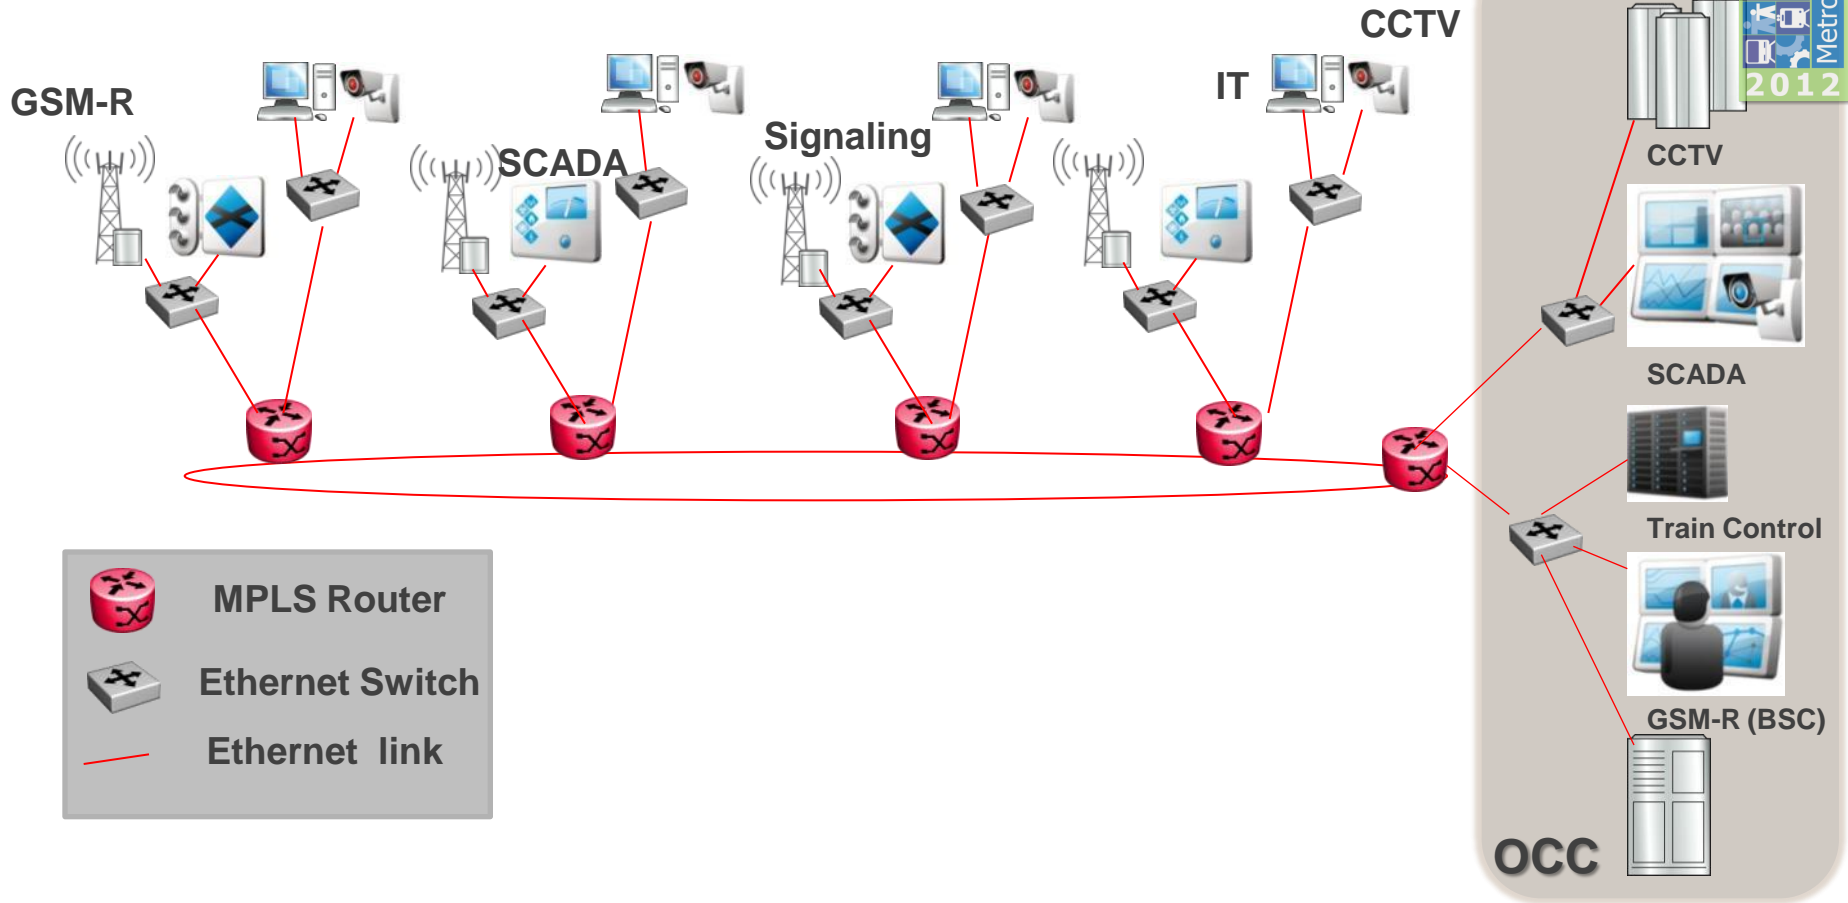 CCTV
GSM-R
IT
Signaling
SCADA
Metro
2012
CCTV
SCADA
Train Control
GSM-R (BSC)
OCC
MPLS Router
Ethernet Switch
Ethernet link